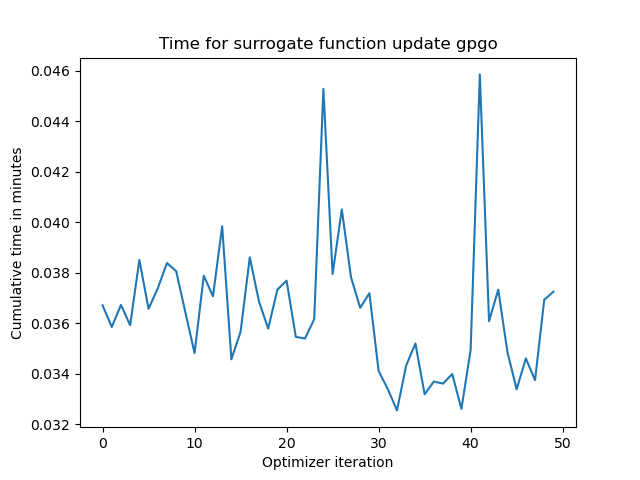 Time for surrogate function update gpgo
Cumulative time in minutes
0.046
0.044
0.042
0.040
0.038
0.036
0.034
0.032
0 10 20 30 40 50
Optimizer iteration